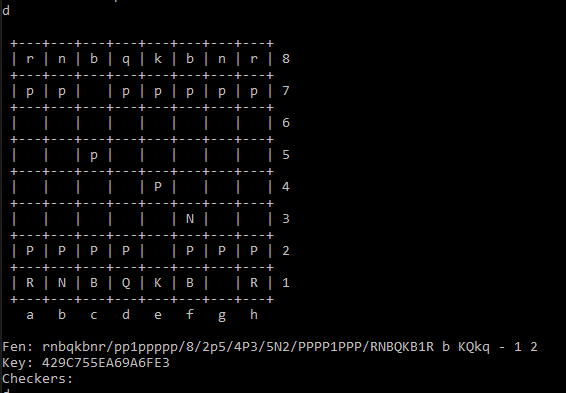 d
+---+---+---+---+---+---+---+---+
| r | n | b | q | k | b | n | r | 8
+---+---+---+---+---+---+---+---+
| p | p |   | p | p | p | p | p | 7
+---+---+---+---+---+---+---+---+
|   |   |   |   |   |   |   |   | 6
+---+---+---+---+---+---+---+---+
|   |   | p |   |   |   |   |   | 5
+---+---+---+---+---+---+---+---+
|   |   |   |   | P |   |   |   | 4
+---+---+---+---+---+---+---+---+
|   |   |   |   |   | N |   |   | 3
+---+---+---+---+---+---+---+---+
| P | P | P | P |   | P | P | P | 2
+---+---+---+---+---+---+---+---+
| R | N | B | Q | K | B |   | R | 1
+---+---+---+---+---+---+---+---+
  a   b   c   d   e   f   g   h
Fen: rnbqkbnr/pp1ppppp/8/2p5/4P3/5N2/PPPP1PPP/RNBQKB1R b KQkq - 1 2
Key: 429C755EA69A6FE3
Checkers: